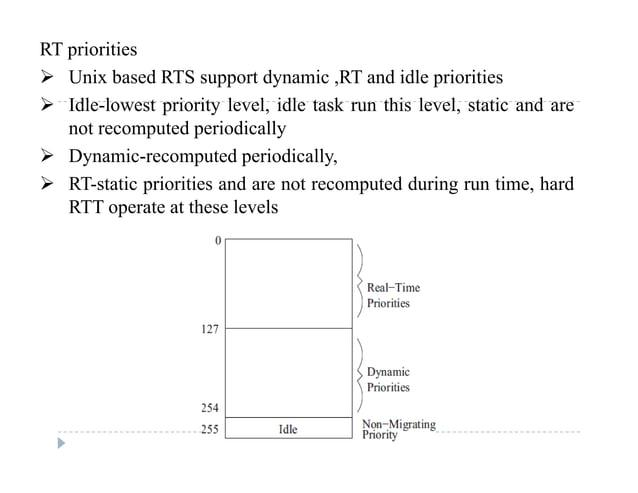 RT priorities
➢ Unix based RTS support dynamic ,RT and idle priorities
➢ Idle-lowest priority level, idle task run this level, static and are
not recomputed periodically
➢ Dynamic-recomputed periodically,
➢ RT-static priorities and are not recomputed during run time, hard
RTT operate at these levels
0
Real-Time
Priorities
127
Dynamic
Priorities
254
255
Idle
Non-Migrating
Priority